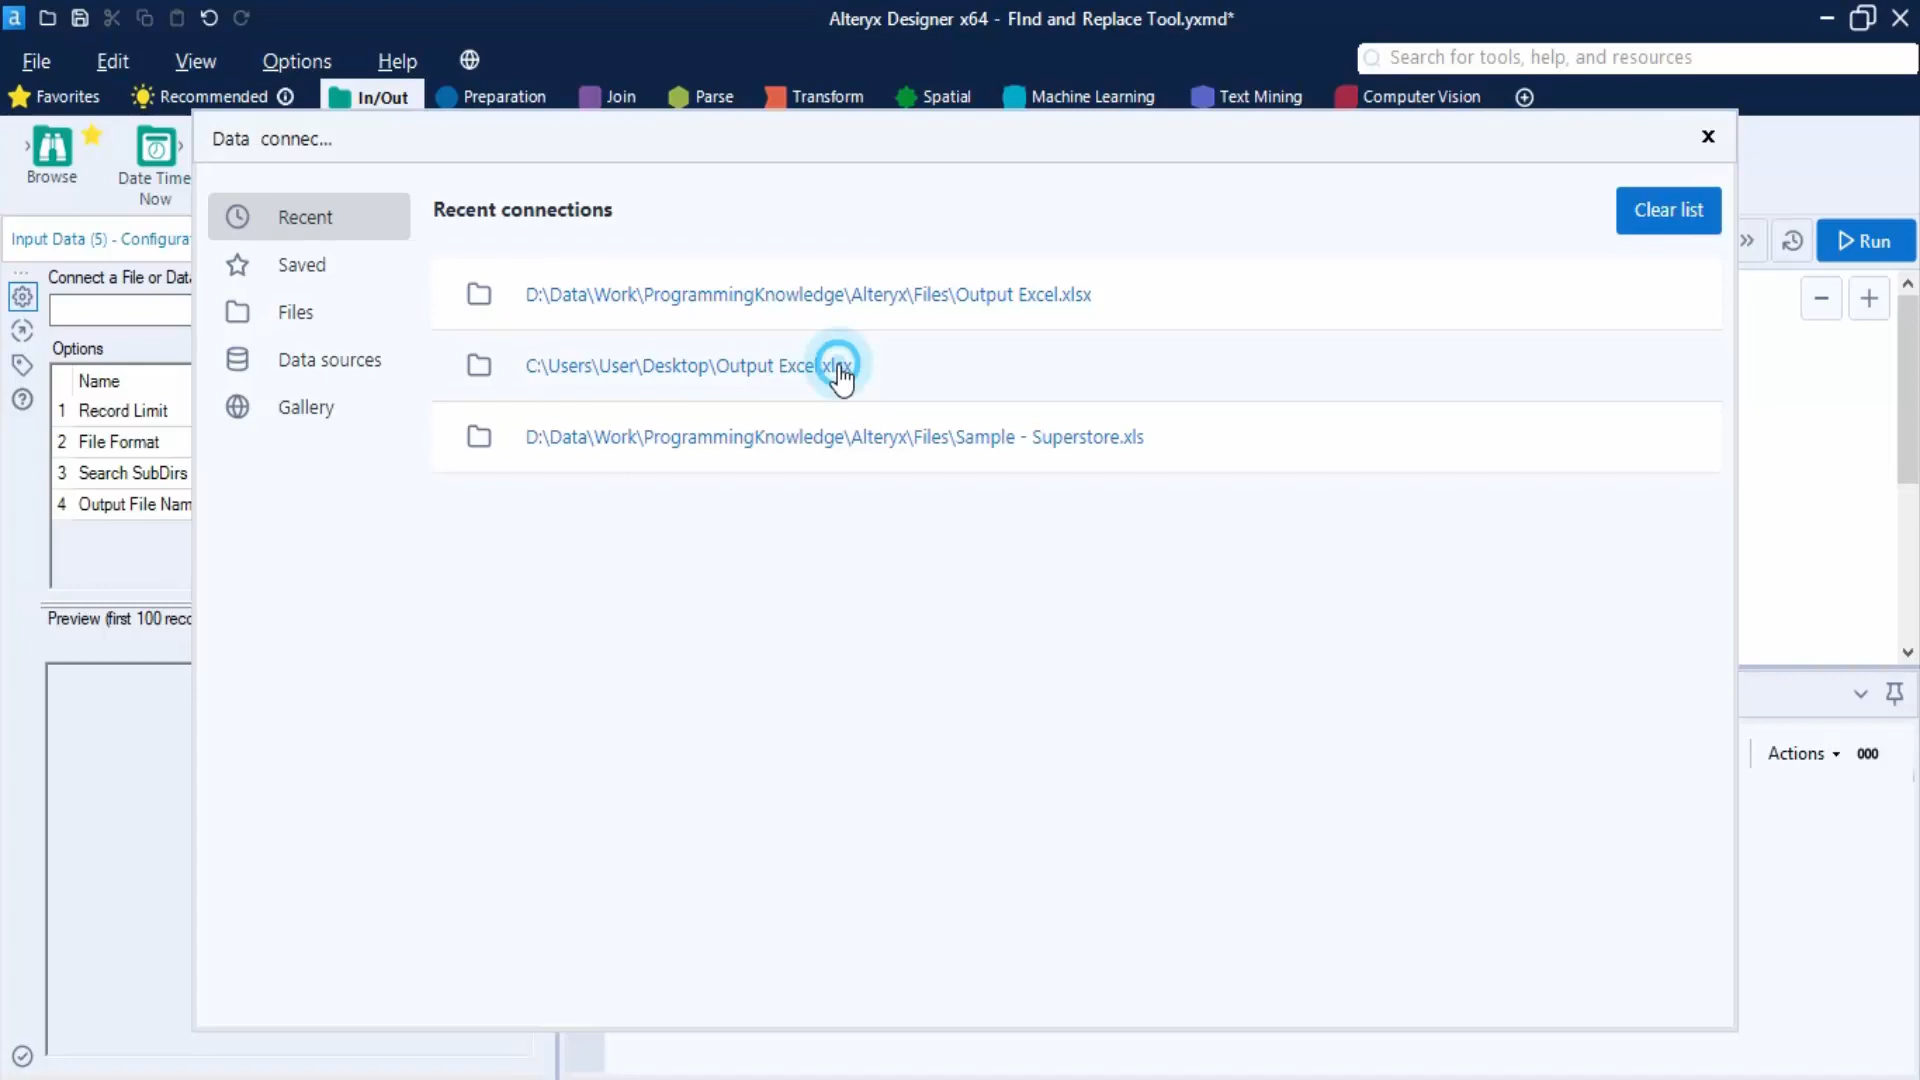 Alteryx Designer x64 - FInd and Replace Tool.yxmd*
File Edit View Options Help
Search for tools, help, and resources
Favorites Recommended In/Out Preparation Join Parse Transform Spatial Machine Learning Text Mining Computer Vision
Browse
Date Time
Now
Data connec...
x
Recent
Saved
Files
Data sources
Gallery
Recent connections
Clear list
D:\Data\Work\ProgrammingKnowledge\Alteryx\Files\Output Excel.xlsx
C:\Users\User\Desktop\Output Excel.xlsx
D:\Data\Work\ProgrammingKnowledge\Alteryx\Files\Sample - Superstore.xls
Input Data (5) - Configurat
Connect a File or Data
Options
Name
1 Record Limit
2 File Format
3 Search SubDirs
4 Output File Nam
Preview (first 100 reco
Run
Actions
000